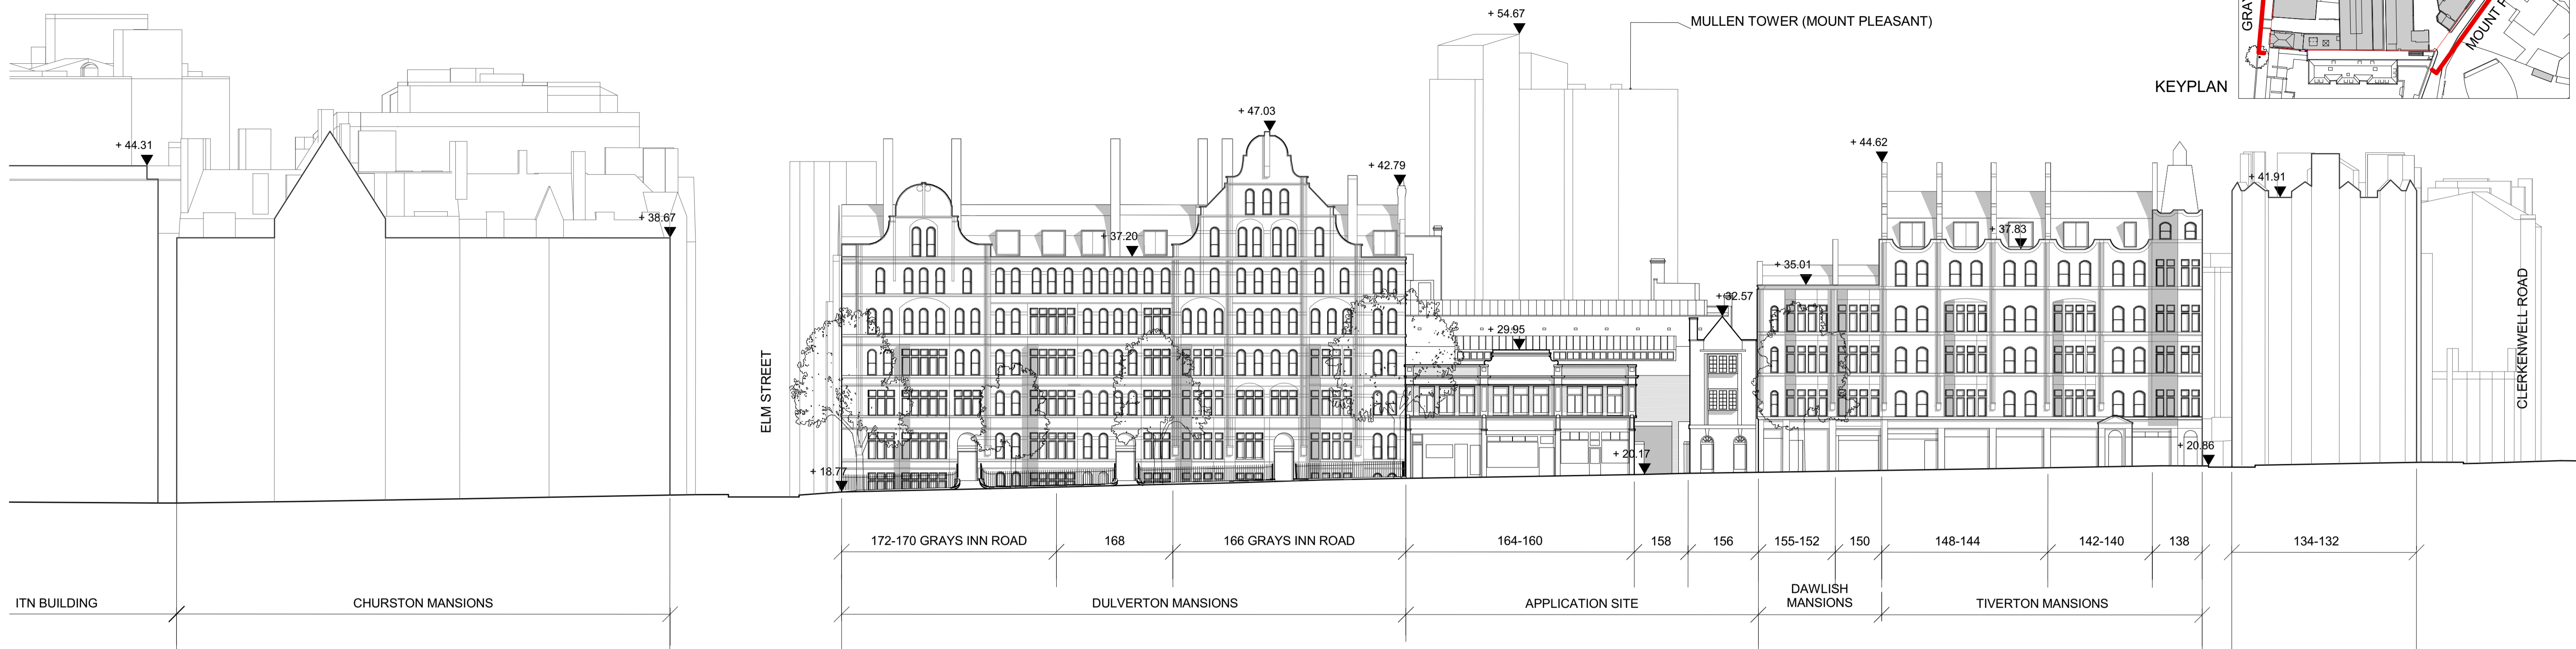 + 54.67
MULLEN TOWER (MOUNT PLEASANT)
GRAY
MOUNT P
KEYPLAN
+ 44.31
+ 47.03
+ 42.79
+ 44.62
+ 41.91
+ 38.67
+ 37.20
+ 37.83
+ 35.01
+ 32.57
+ 29.95
ELM STREET
CLERKENWELL ROAD
+ 18.77
+ 20.17
+ 20.86
172-170 GRAYS INN ROAD
168
166 GRAYS INN ROAD
164-160
158
156
155-152
150
148-144
142-140
138
134-132
ITN BUILDING
CHURSTON MANSIONS
DULVERTON MANSIONS
APPLICATION SITE
DAWLISH
MANSIONS
TIVERTON MANSIONS